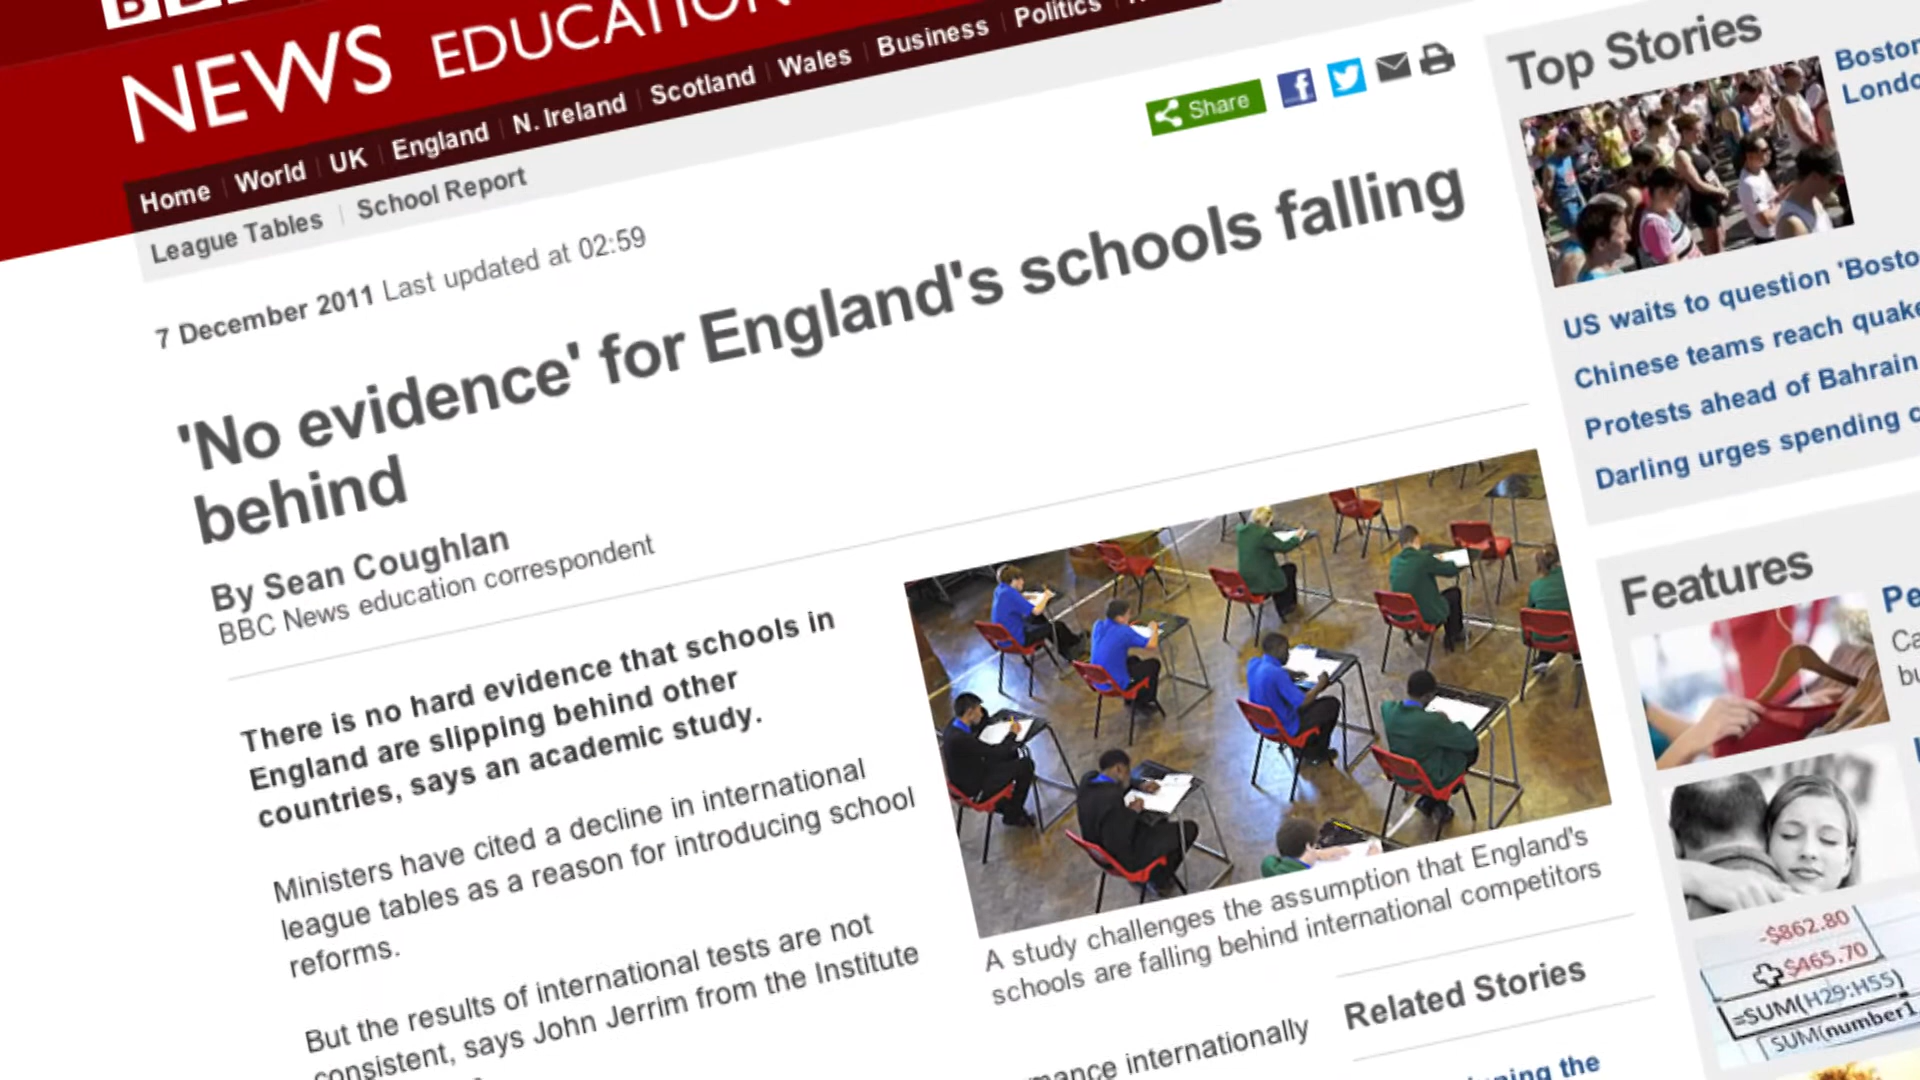 NEWS EDUCATION
Home World UK England N. Ireland Scotland Wales Business Politics
League Tables School Report
Share
7 December 2011 Last updated at 02:59
'No evidence' for England's schools falling
behind
By Sean Coughlan
BBC News education correspondent
There is no hard evidence that schools in
England are slipping behind other
countries, says an academic study.
Ministers have cited a decline in international
league tables as a reason for introducing school
reforms.
But the results of international tests are not
consistent, says John Jerrim from the Institute
A study challenges the assumption that England's
schools are falling behind international competitors
internationally
Related Stories
the
Top Stories
Boston
US waits to question 'Bosto
Chinese teams reach quake
Protests ahead of Bahrain
Darling urges spending
Features
-$862.80
$465.70
=SUM(H29:H55)
SUM(number1